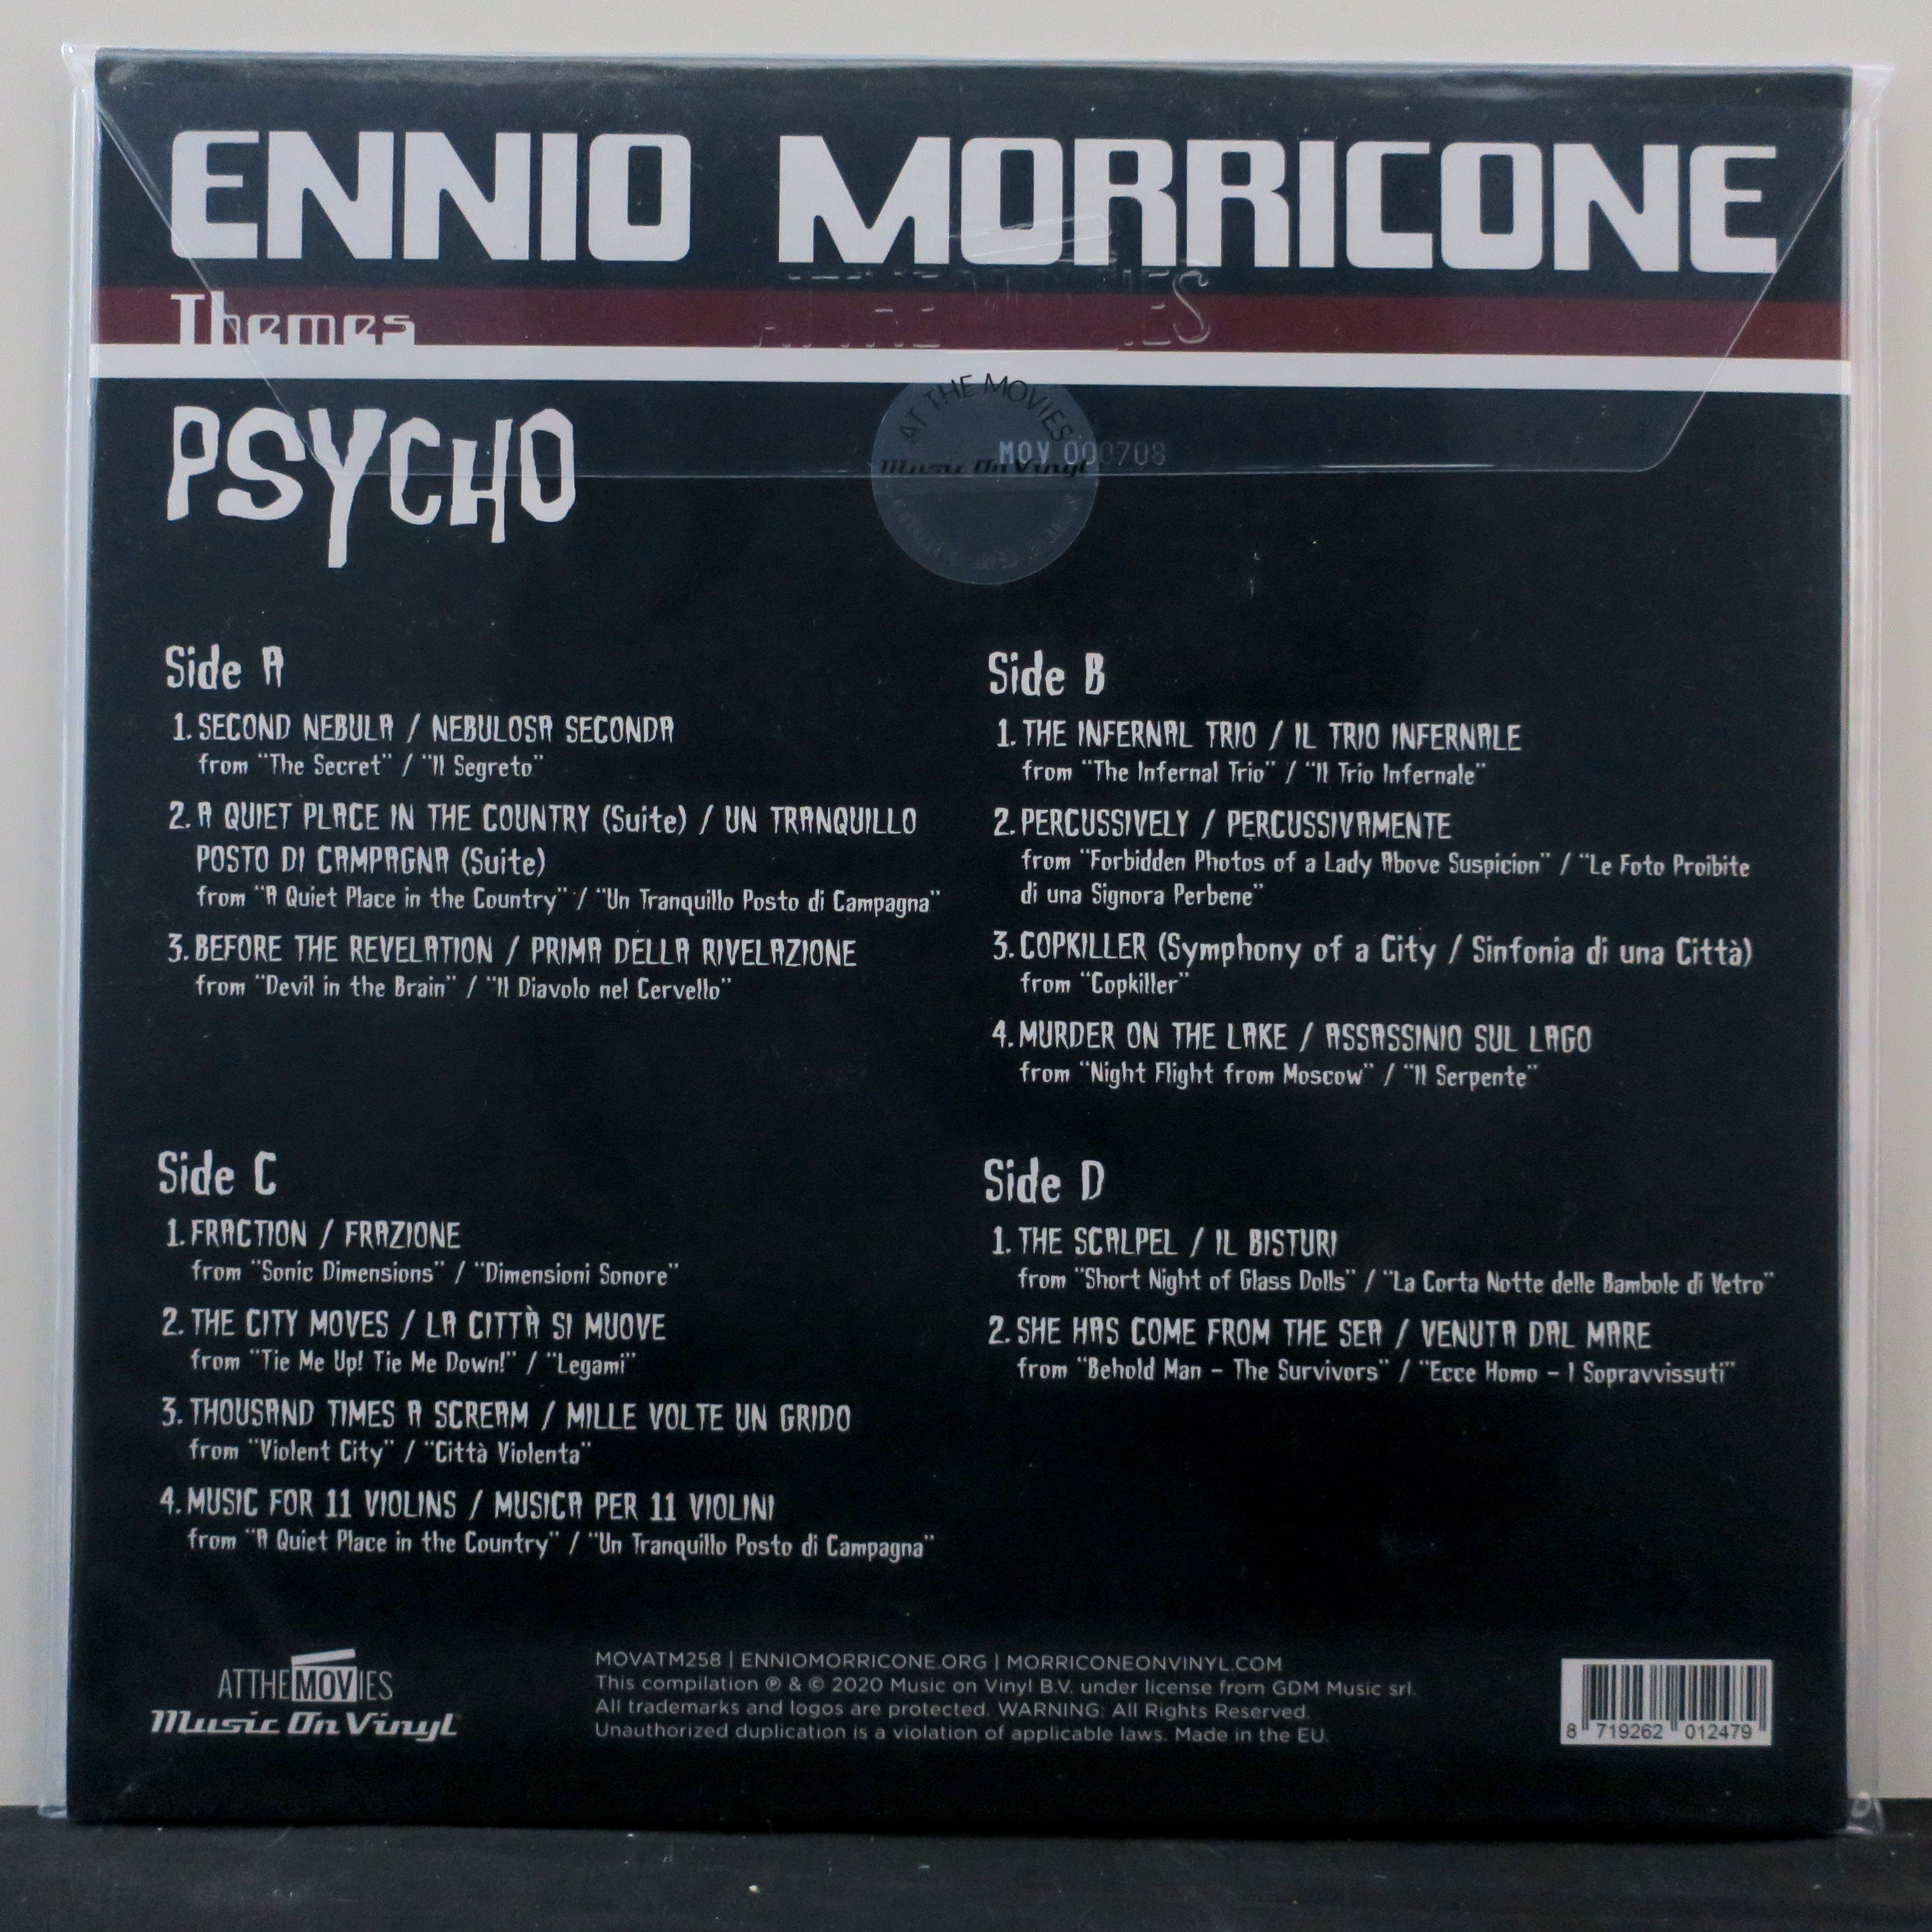 ENNIO MORRICONE
Themes
AT THE MOVIES
Music On Vinyl
MOV 000708
PSYCHO
Side A
1. SECOND NEBULA / NEBULOSA SECONDA
from "The Secret" / "Il Segreto"
2. A QUIET PLACE IN THE COUNTRY (Suite) / UN TRANQUILLO
POSTO DI CAMPAGNA (Suite)
from "A Quiet Place in the Country" / "Un Tranquillo Posto di Campagna"
3. BEFORE THE REVELATION / PRIMA DELLA RIVELAZIONE
from "Devil in the Brain" / "Il Diavolo nel Cervello"
Side B
1. THE INFERNAL TRIO / IL TRIO INFERNALE
from "The Infernal Trio" / "Il Trio Infernale"
2. PERCUSSIVELY / PERCUSSIVAMENTE
from "Forbidden Photos of a Lady Above Suspicion" / "Le Foto Proibite
di una Signora Perbene"
3. COPKILLER (Symphony of a City / Sinfonia di una Città)
from "Copkiller"
4. MURDER ON THE LAKE / ASSASSINIO SUL LAGO
from "Night Flight from Moscow" / "Il Serpente"
Side C
1. FRACTION / FRAZIONE
from "Sonic Dimensions" / "Dimensioni Sonore"
2. THE CITY MOVES / LA CITTÀ SI MUOVE
from "Tie Me Up! Tie Me Down!" / "Legami"
3. THOUSAND TIMES A SCREAM / MILLE VOLTE UN GRIDO
from "Violent City" / "Città Violenta"
4. MUSIC FOR 11 VIOLINS / MUSICA PER 11 VIOLINI
from "A Quiet Place in the Country" / "Un Tranquillo Posto di Campagna"
Side D
1. THE SCALPEL / IL BISTURI
from "Short Night of Glass Dolls" / "La Corta Notte delle Bambole di Vetro"
2. SHE HAS COME FROM THE SEA / VENUTA DAL MARE
from "Behold Man – The Survivors" / "Ecce Homo – I Sopravvissuti"
ATTHEMOVIES
Music On Vinyl
MOVATM258 | ENNIOMORRICONE.ORG | MORRICONEONVINYL.COM
This compilation ℗ & © 2020 Music on Vinyl B.V. under license from GDM Music srl.
All trademarks and logos are protected. WARNING: All Rights Reserved.
Unauthorized duplication is a violation of applicable laws. Made in the EU.
8 719262 012479